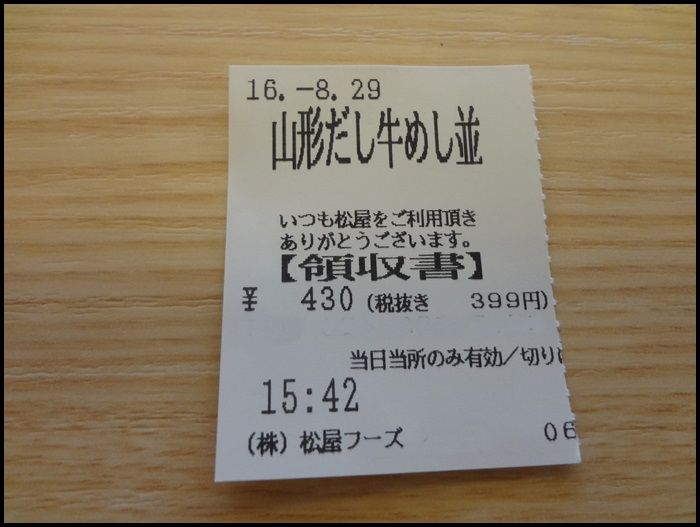 16.-8.29
山形だし牛めし並
いつも松屋をご利用頂き
ありがとうございます。
【領収書】
¥ 430 (税抜き 399円)
当日当所のみ有効/切り
15:42
(株) 松屋フーズ 06